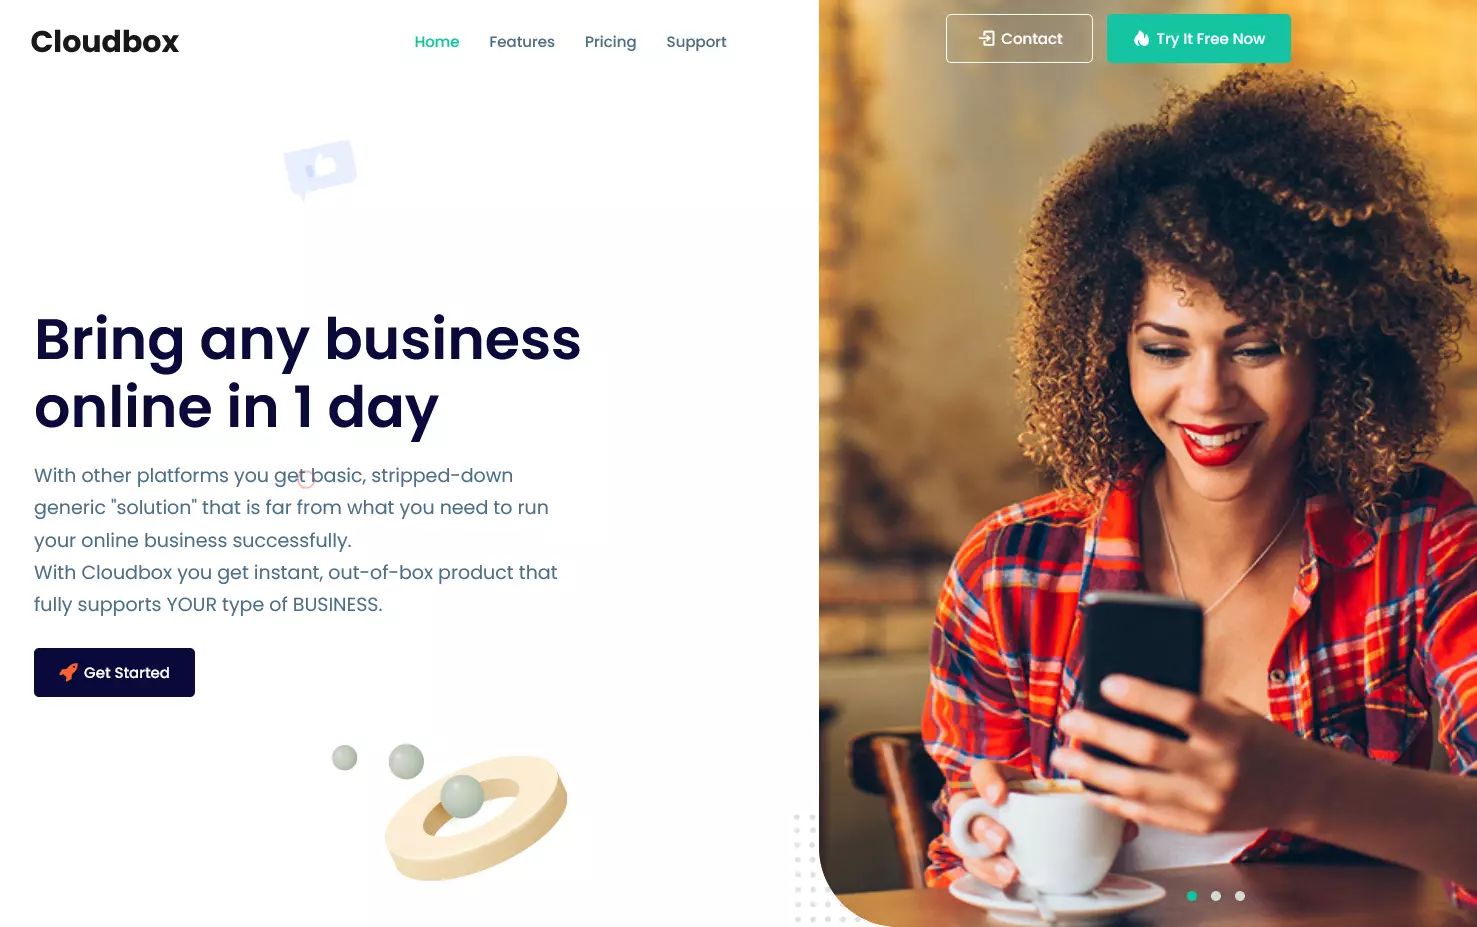 Cloudbox
Home Features Pricing Support
Contact
Try It Free Now
Bring any business
online in 1 day
With other platforms you get basic, stripped-down
generic "solution" that is far from what you need to run
your online business successfully.
With Cloudbox you get instant, out-of-box product that
fully supports YOUR type of BUSINESS.
Get Started